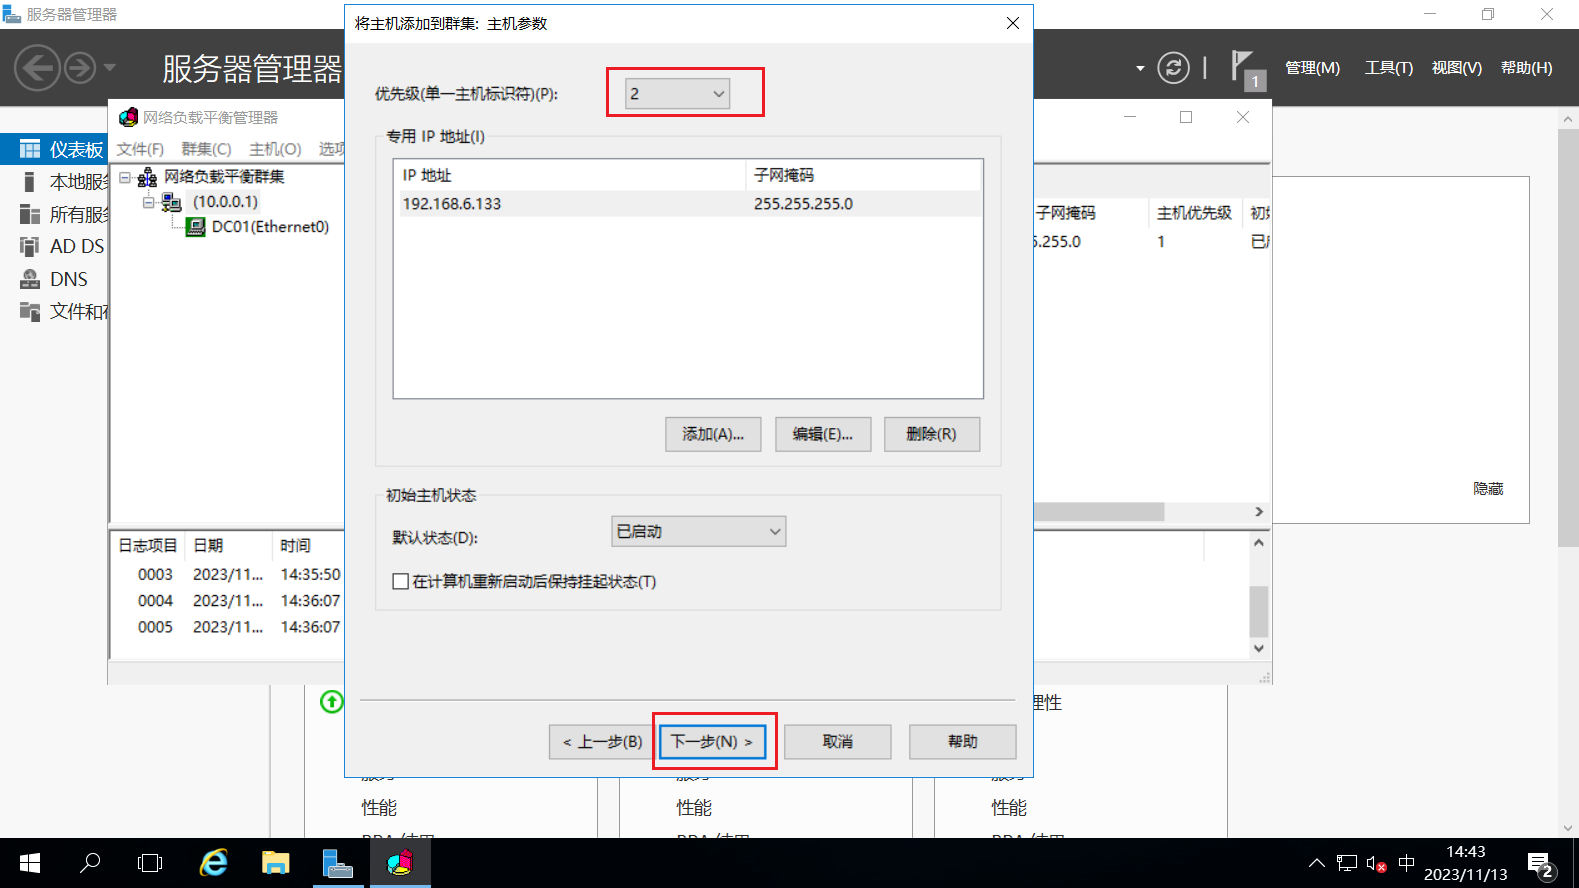 服务器管理器
将主机添加到群集: 主机参数
服务器管理器
1
管理(M)
工具(T)
视图(V)
帮助(H)
网络负载平衡管理器
文件(F)
群集(C)
主机(O)
仪表板
本地服
所有服
AD DS
DNS
文件和
网络负载平衡群集
(10.0.0.1)
DC01(Ethernet0)
优先级(单一主机标识符)(P):
2
专用 IP 地址(I)
IP 地址
子网掩码
192.168.6.133
255.255.255.0
添加(A)...
编辑(E)...
删除(R)
初始主机状态
默认状态(D):
已启动
在计算机重新启动后保持挂起状态(T)
< 上一步(B)
下一步(N) >
取消
帮助
子网掩码
主机优先级
初
.255.0
1
已
隐藏
日志项目
日期
时间
0003
2023/11...
14:35:50
0004
2023/11...
14:36:07
0005
2023/11...
14:36:07
理性
性能
性能
性能
中
14:43
2023/11/13
2